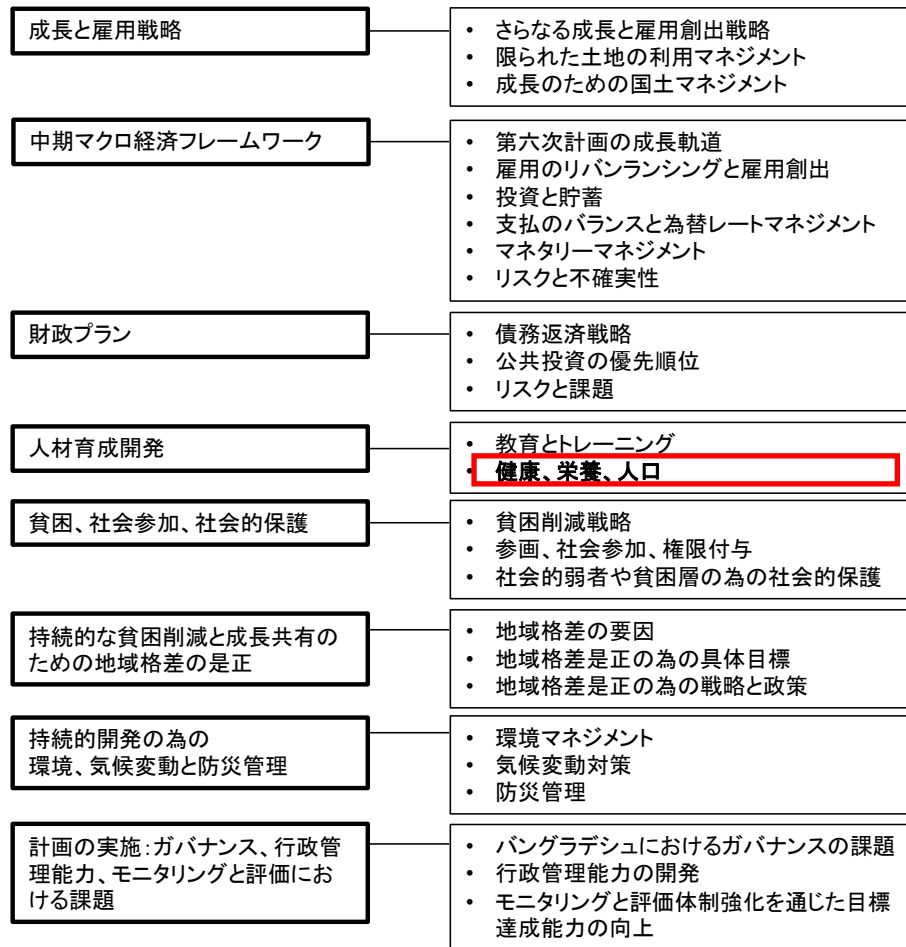 成長と雇用戦略
• さらなる成長と雇用創出戦略
• 限られた土地の利用マネジメント
• 成長のための国土マネジメント
中期マクロ経済フレームワーク
• 第六次計画の成長軌道
• 雇用のリバンランシングと雇用創出
• 投資と貯蓄
• 支払のバランスと為替レートマネジメント
• マネタリーマネジメント
• リスクと不確実性
財政プラン
• 債務返済戦略
• 公共投資の優先順位
• リスクと課題
人材育成開発
• 教育とトレーニング
• 健康、栄養、人口
貧困、社会参加、社会的保護
• 貧困削減戦略
• 参画、社会参加、権限付与
• 社会的弱者や貧困層の為の社会的保護
持続的な貧困削減と成長共有の
ための地域格差の是正
• 地域格差の要因
• 地域格差是正の為の具体目標
• 地域格差是正の為の戦略と政策
持続的開発の為の
環境、気候変動と防災管理
• 環境マネジメント
• 気候変動対策
• 防災管理
計画の実施:ガバナンス、行政管
理能力、モニタリングと評価にお
ける課題
• バングラデシュにおけるガバナンスの課題
• 行政管理能力の開発
• モニタリングと評価体制強化を通じた目標
達成能力の向上